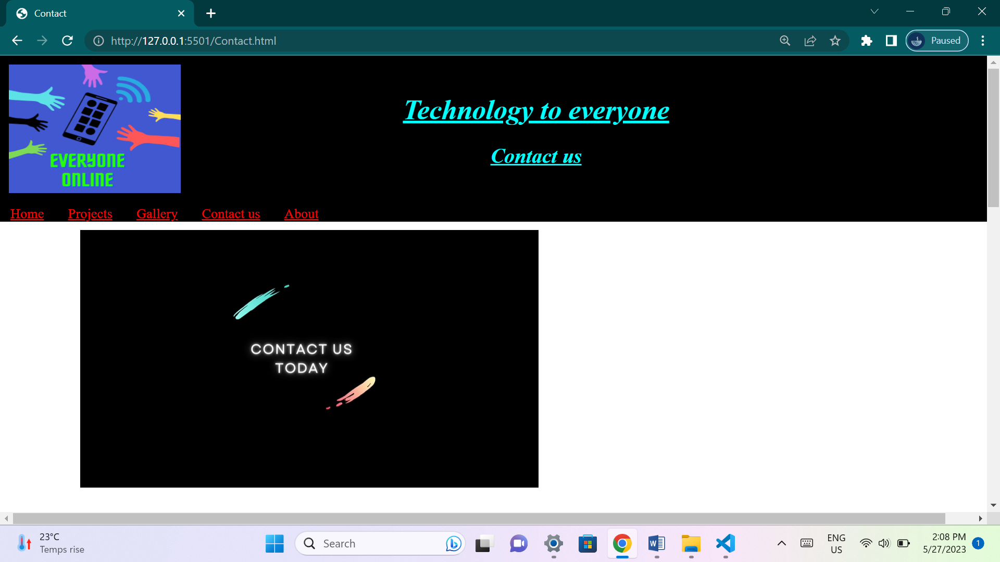 Contact
http://127.0.0.1:5501/Contact.html
Paused
EVERYONE
ONLINE
Technology to everyone
Contact us
Home Projects Gallery Contact us About
CONTACT US
TODAY
23°C
Temps rise
Search
W
ENG
US
2:08 PM
5/27/2023
1